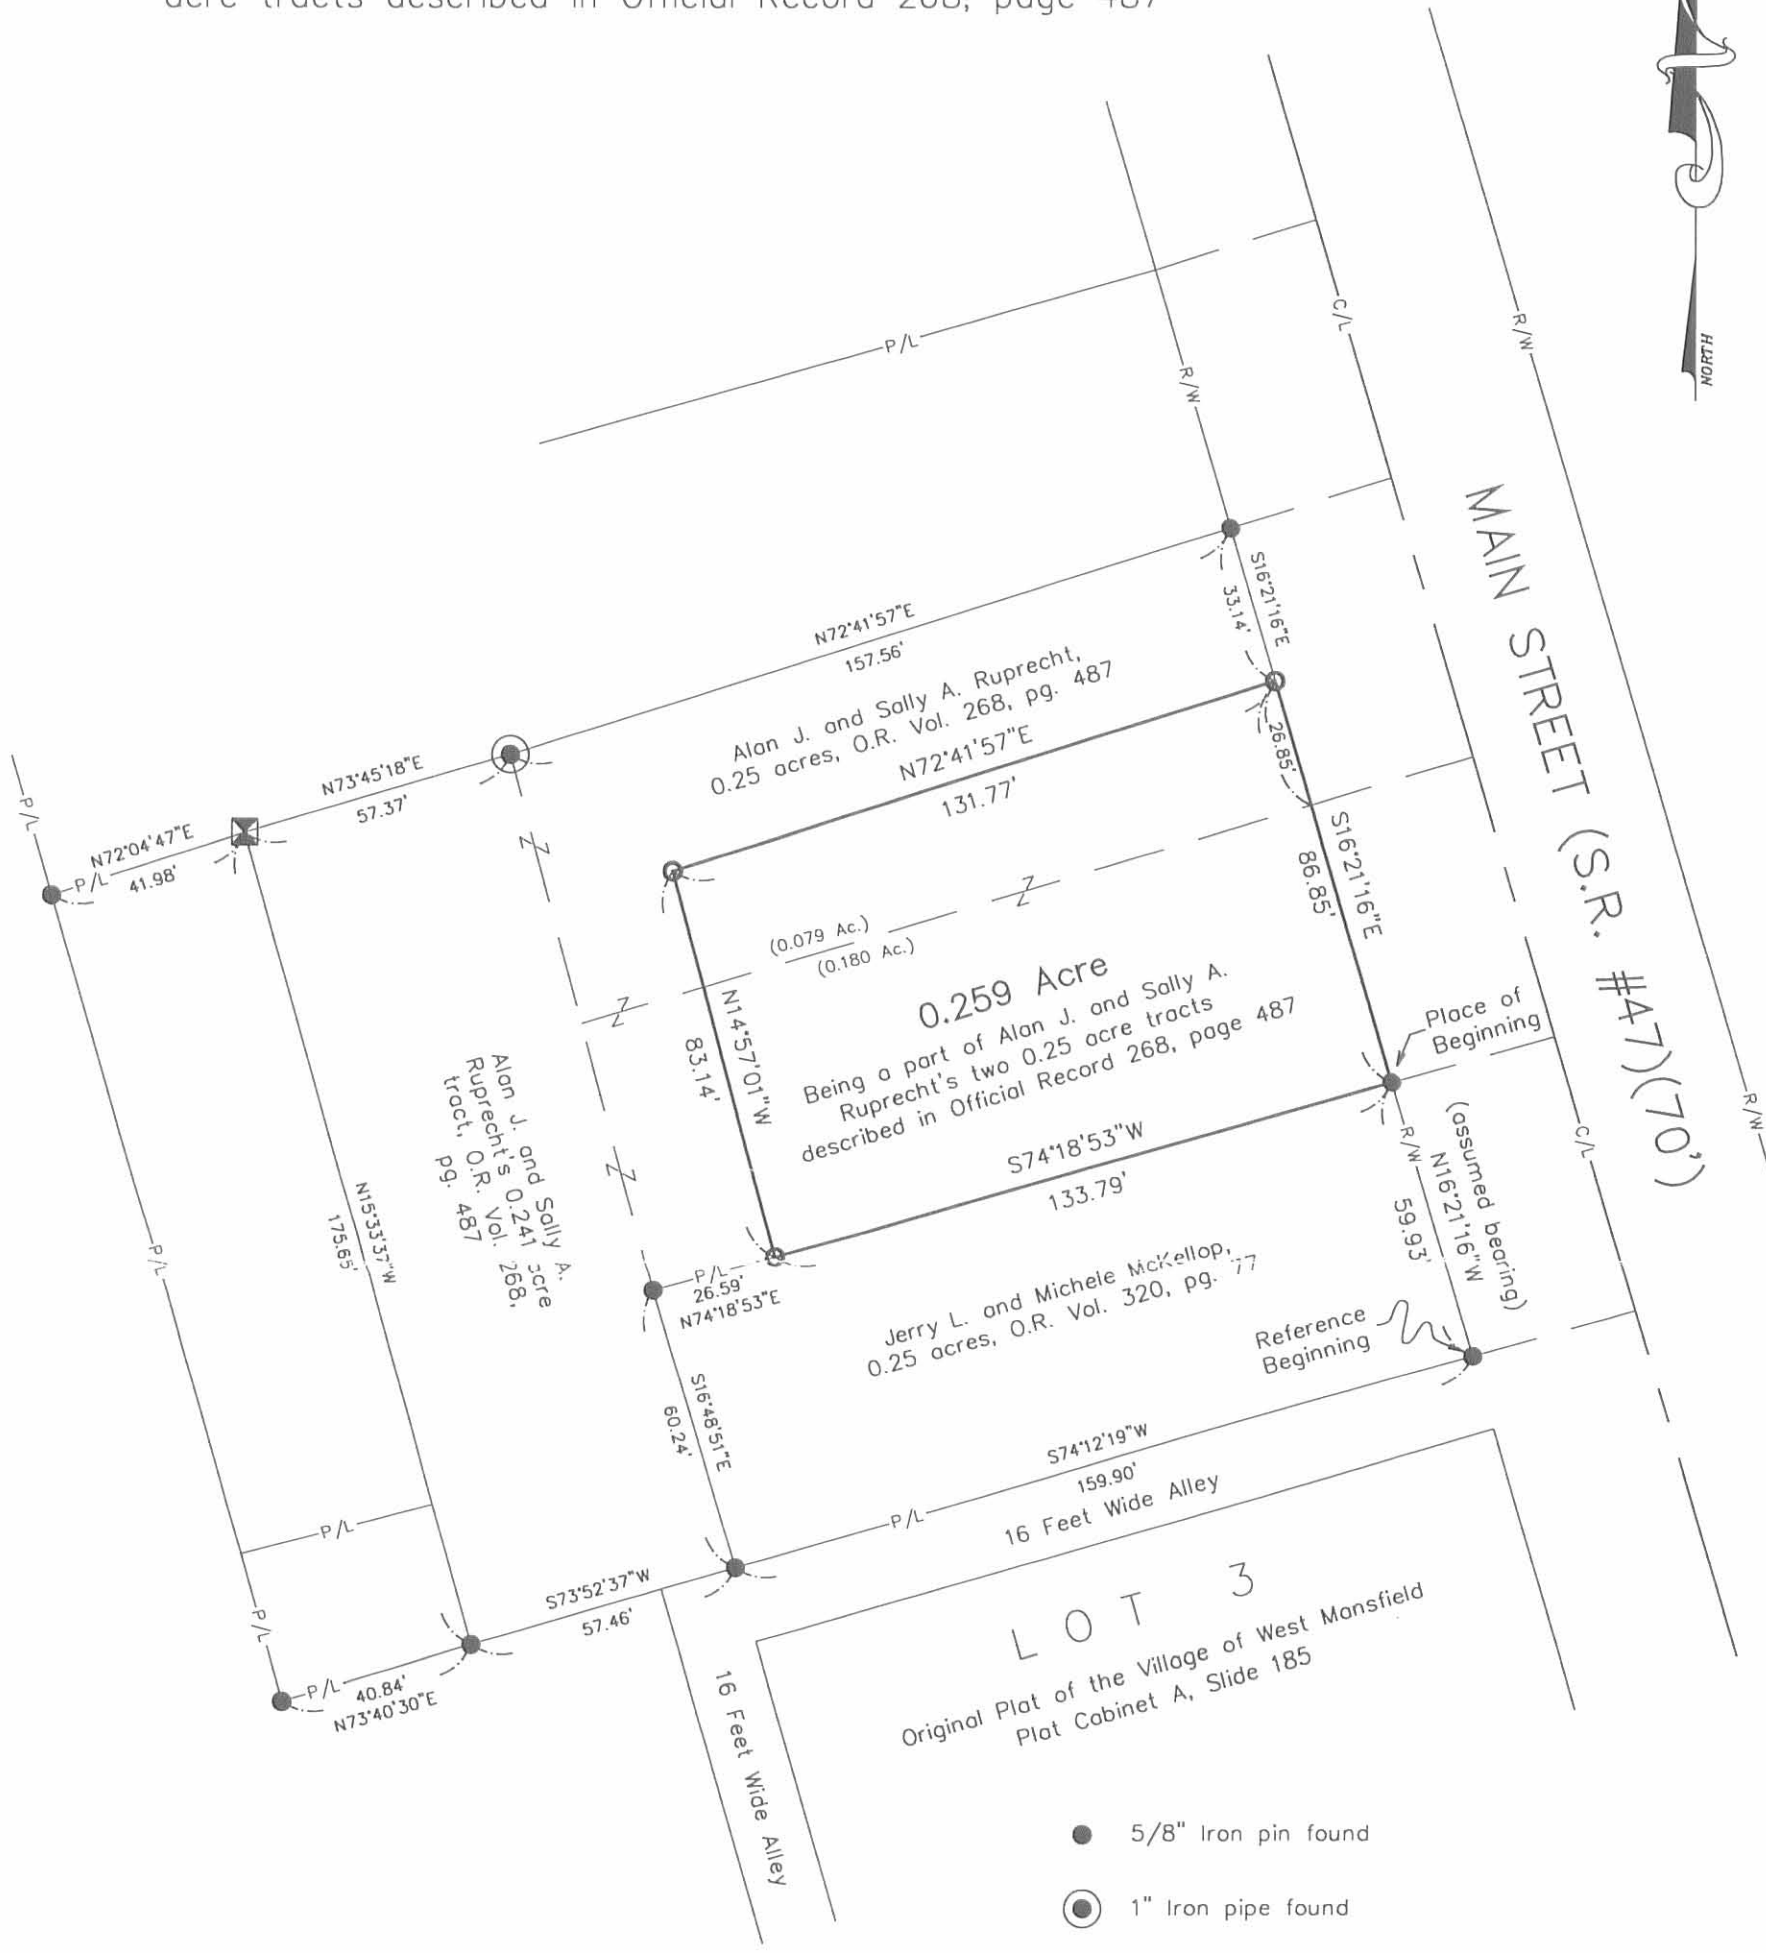 acre tracts described in Official Record 268, page 487
NORTH
P/L
R/W
C/L
R/W
MAIN STREET (S.R. #47)(70')
S16°21'16"E
33.14'
N72°41'57"E
157.56'
Alan J. and Sally A. Ruprecht,
0.25 acres, O.R. Vol. 268, pg. 487
N72°41'57"E
131.77'
26.85'
N73°45'18"E
57.37'
P/L
N72°04'47"E
P/L
41.98'
S16°21'16"E
86.85'
(0.079 Ac.)
(0.180 Ac.)
0.259 Acre
Being a part of Alan J. and Sally A.
Ruprecht's two 0.25 acre tracts
described in Official Record 268, page 487
N14°57'01"W
83.14'
Place of
Beginning
S74°18'53"W
133.79'
Alan J. and Sally A.
Ruprecht's 0.241 acre
tract, O.R. Vol. 268,
pg. 487
N15°33'37"W
175.65'
P/L
P/L
26.59'
N74°18'53"E
R/W
C/L
R/W
(assumed bearing)
N16°21'16"W
59.93'
Jerry L. and Michele McKellop,
0.25 acres, O.R. Vol. 320, pg. 77
Reference
Beginning
S16°48'51"E
60.24'
S74°12'19"W
159.90'
P/L
16 Feet Wide Alley
P/L
S73°52'37"W
57.46'
P/L
P/L
40.84'
N73°40'30"E
LOT 3
Original Plat of the Village of West Mansfield
Plat Cabinet A, Slide 185
16 Feet Wide Alley
5/8" Iron pin found
1" Iron pipe found